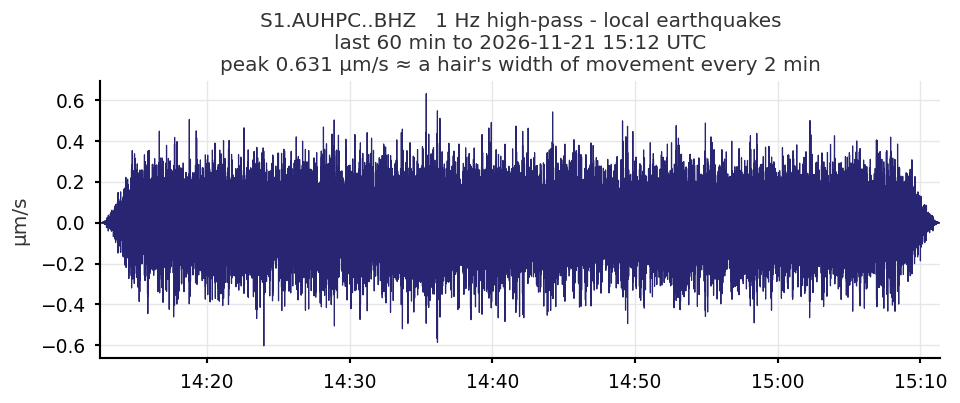 S1.AUHPC..BHZ   1 Hz high-pass - local earthquakes
last 60 min to 2026-11-21 15:12 UTC
peak 0.631 µm/s ≈ a hair's width of movement every 2 min
µm/s
0.6
0.4
0.2
0.0
−0.2
−0.4
−0.6
14:20 14:30 14:40 14:50 15:00 15:10